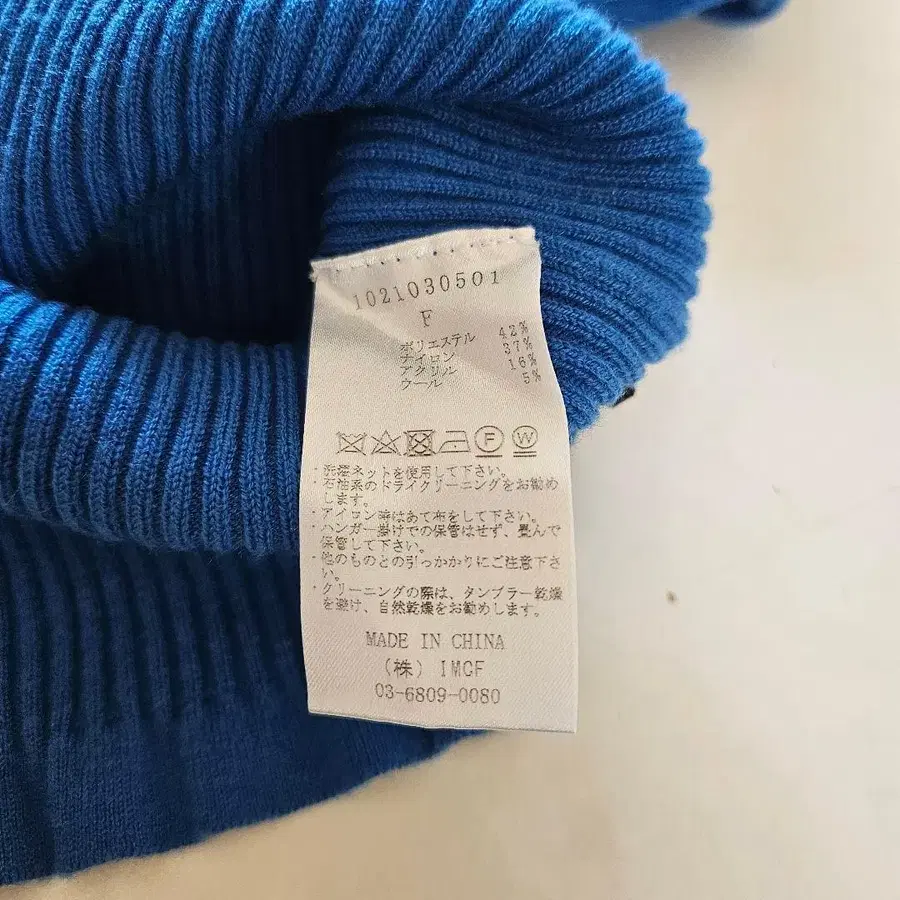 1021030501
F
ポリエステル 42%
ナイロン 37%
アクリル 16%
ウール 5%
F W
・洗濯ネットを使用して下さい。
・石油系のドライクリーニングをお勧め
します。
・アイロン時はあて布をして下さい。
・ハンガー掛けでの保管はせず、畳んで
保管して下さい。
・他のものとの引っかかりにご注意下さ
い。
・クリーニングの際は、タンブラー乾燥
を避け、自然乾燥をお勧めします。
MADE IN CHINA
(株) IMCF
03-6809-0080